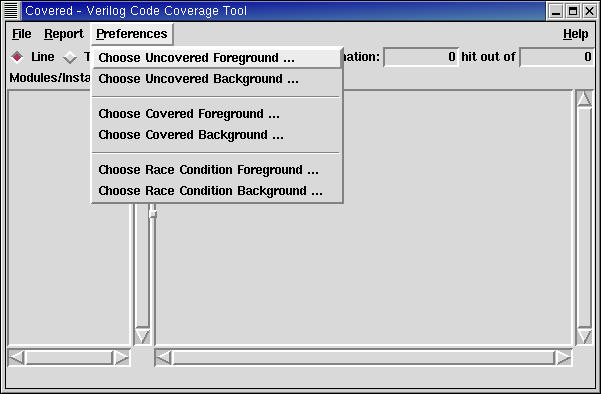 Covered - Verilog Code Coverage Tool
File Report Preferences Help
Line T Choose Uncovered Foreground ... nation: 0 hit out of 0
Modules/Insta Choose Uncovered Background ...
Choose Covered Foreground ...
Choose Covered Background ...
Choose Race Condition Foreground ...
Choose Race Condition Background ...